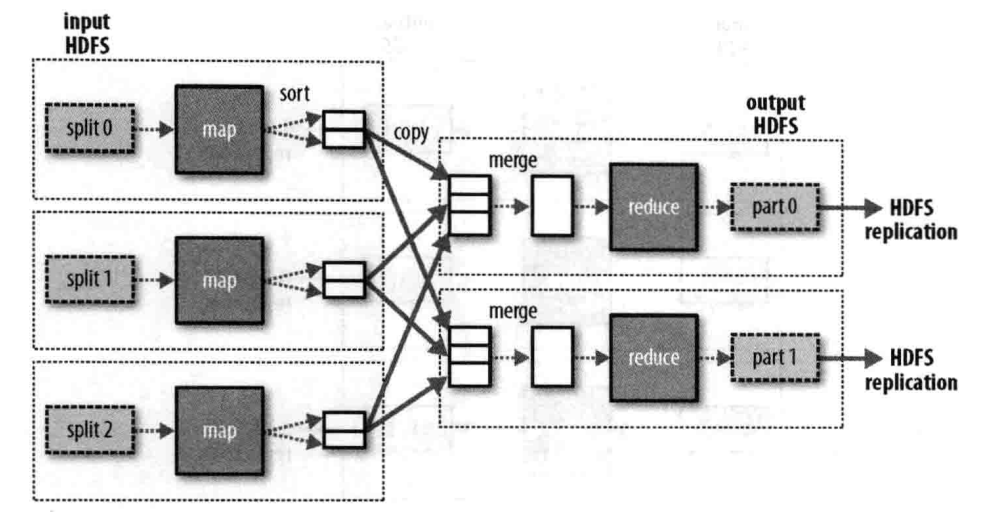 input
HDFS
split 0
map
sort
copy
split 1
map
split 2
map
output
HDFS
merge
reduce
part 0
HDFS
replication
merge
reduce
part 1
HDFS
replication